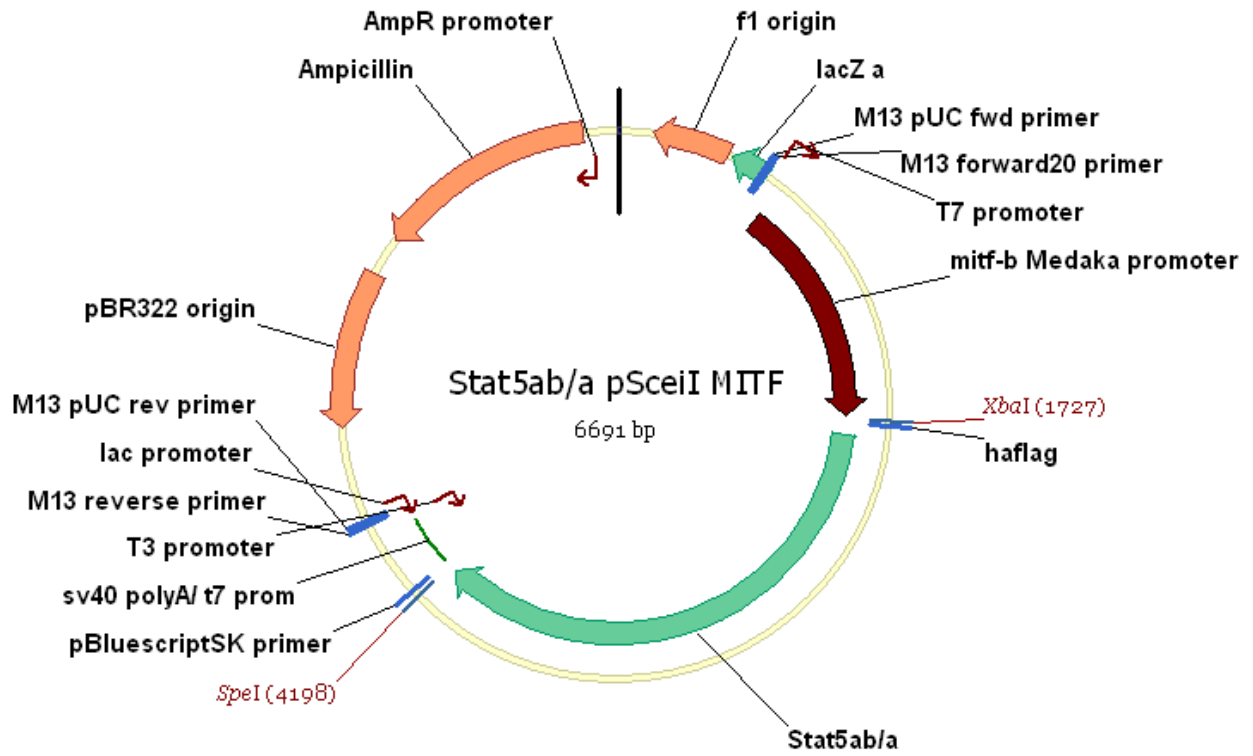 AmpR promoter
f1 origin
Ampicillin
lacZ a
M13 pUC fwd primer
M13 forward20 primer
T7 promoter
mitf-b Medaka promoter
pBR322 origin
Stat5ab/a pSceiI MITF
6691 bp
M13 pUC rev primer
XbaI (1727)
lac promoter
haflag
M13 reverse primer
T3 promoter
sv40 polyA/ t7 prom
pBluescriptSK primer
SpeI (4198)
Stat5ab/a